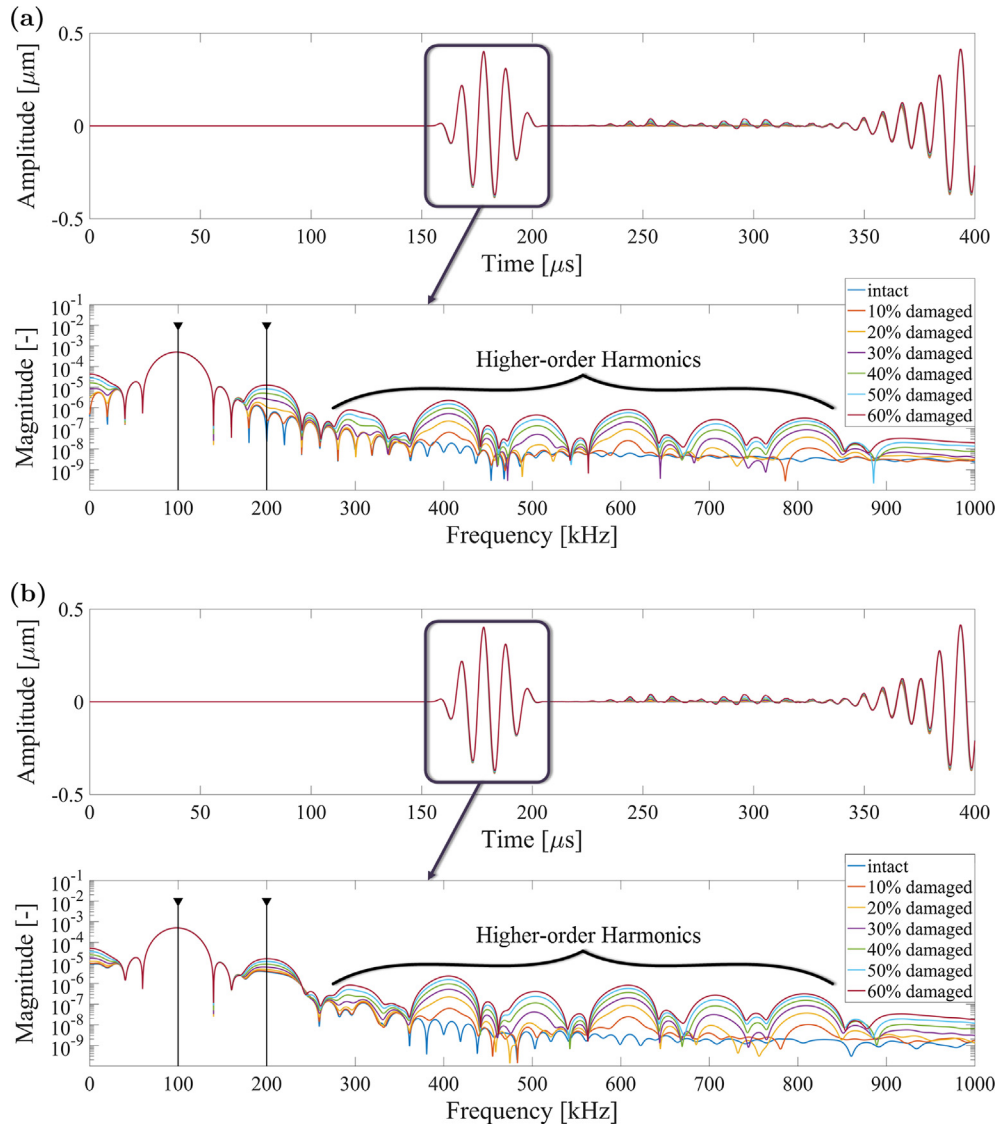 (a)
Amplitude [μm]
0.5
0
-0.5
0 50 100 150 200 250 300 350 400
Time [μs]
Magnitude [-]
10^-1
10^-2
10^-3
10^-4
10^-5
10^-6
10^-7
10^-8
10^-9
Higher-order Harmonics
intact
10% damaged
20% damaged
30% damaged
40% damaged
50% damaged
60% damaged
0 100 200 300 400 500 600 700 800 900 1000
Frequency [kHz]
(b)
Amplitude [μm]
0.5
0
-0.5
0 50 100 150 200 250 300 350 400
Time [μs]
Magnitude [-]
10^-1
10^-2
10^-3
10^-4
10^-5
10^-6
10^-7
10^-8
10^-9
Higher-order Harmonics
intact
10% damaged
20% damaged
30% damaged
40% damaged
50% damaged
60% damaged
0 100 200 300 400 500 600 700 800 900 1000
Frequency [kHz]